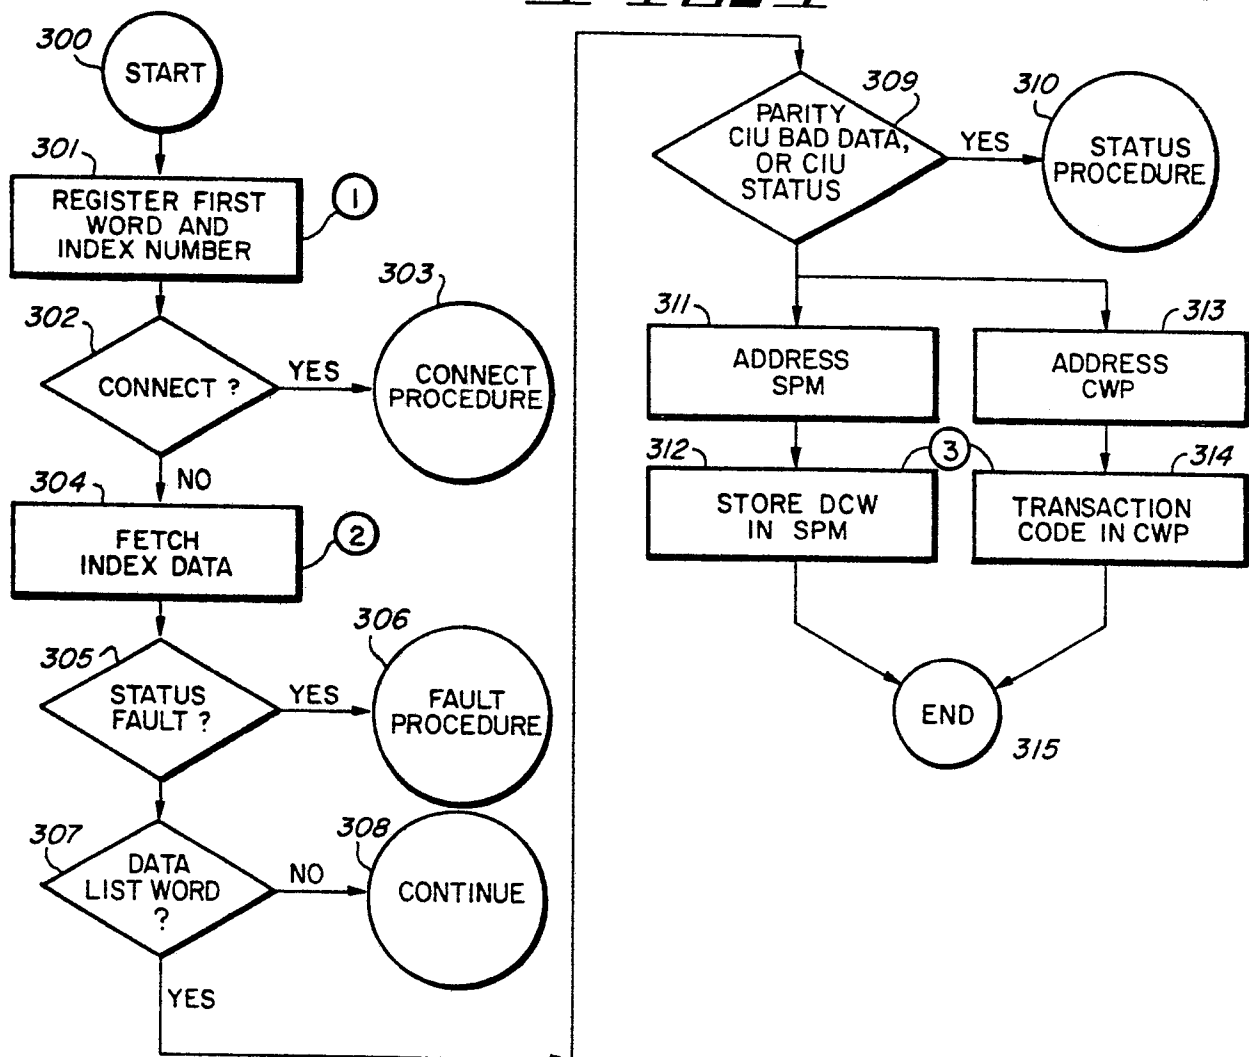 300
START
301
REGISTER FIRST
WORD AND
INDEX NUMBER
1
302
CONNECT ?
YES
303
CONNECT
PROCEDURE
NO
304
FETCH
INDEX DATA
2
305
STATUS
FAULT ?
YES
306
FAULT
PROCEDURE
307
DATA
LIST WORD
?
NO
308
CONTINUE
YES
309
PARITY
CIU BAD DATA,
OR CIU
STATUS
YES
310
STATUS
PROCEDURE
311
ADDRESS
SPM
313
ADDRESS
CWP
312
STORE DCW
IN SPM
3
314
TRANSACTION
CODE IN CWP
END
315